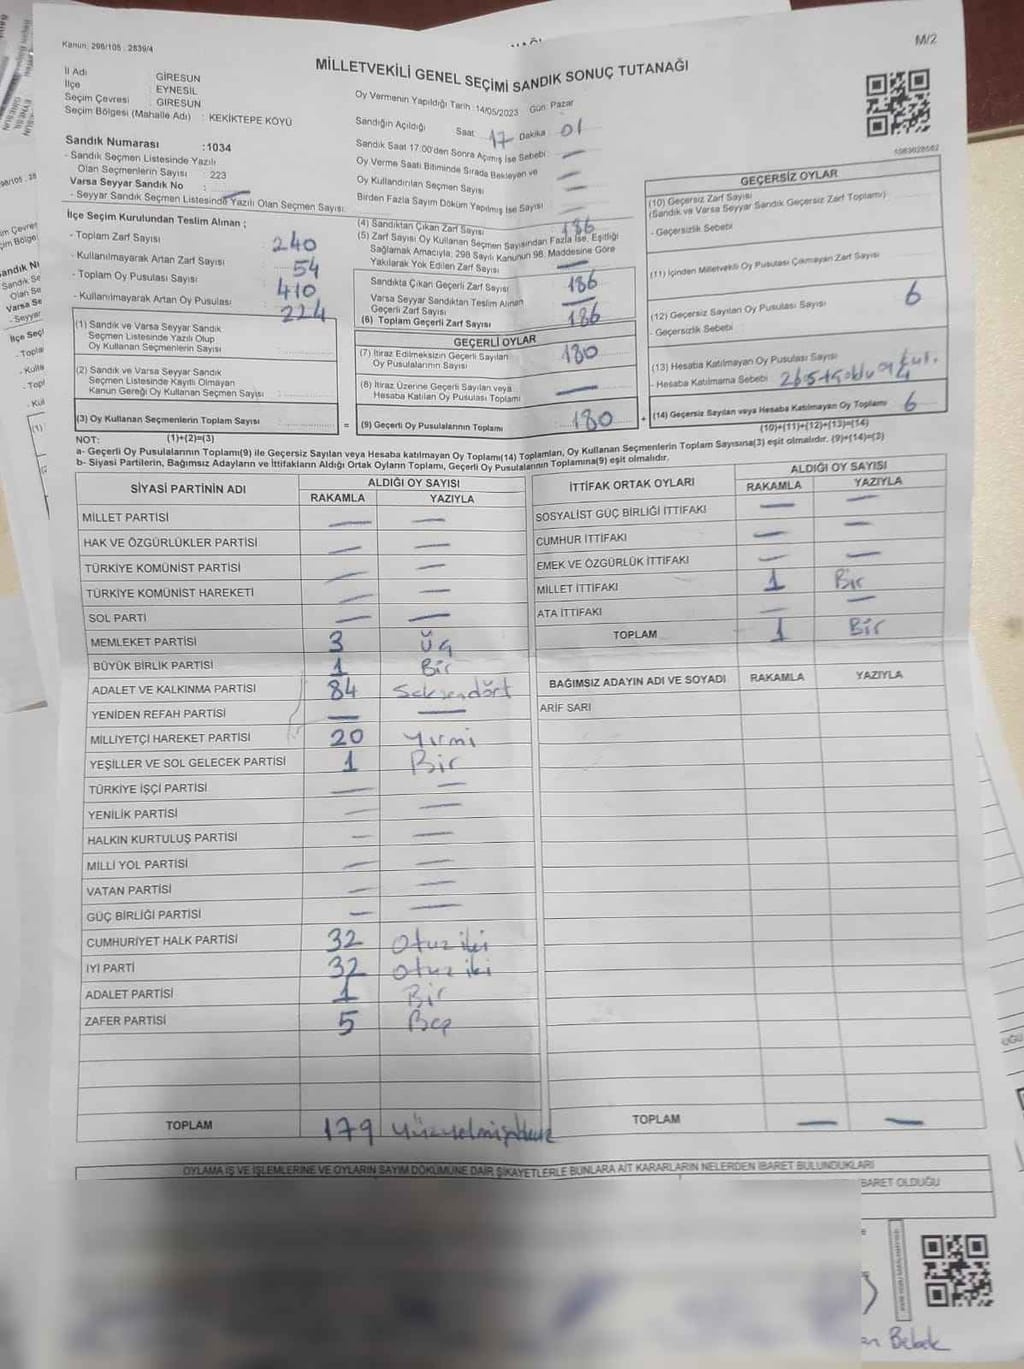 Kanun: 298/105 : 2839/4
M/2
MİLLETVEKİLİ GENEL SEÇİMİ SANDIK SONUÇ TUTANAĞI
İl Adı GİRESUN
İlçe EYNESİL
Seçim Çevresi GİRESUN
Seçim Bölgesi (Mahalle Adı) : KEKİKTEPE KÖYÜ
Sandık Numarası :1034
- Sandık Seçmen Listesinde Yazılı
Olan Seçmenlerin Sayısı : 223
Varsa Seyyar Sandık No : —
- Seyyar Sandık Seçmen Listesinde Yazılı Olan Seçmen Sayısı:
Oy Vermenin Yapıldığı Tarih :14/05/2023 Gün: Pazar
Sandığın Açıldığı Saat 17 Dakika 01
Sandık Saat 17:00'den Sonra Açımış İse Sebebi: —
Oy Verme Saati Bitiminde Sırada Bekleyen ve
Oy Kullandırılan Seçmen Sayısı —
Birden Fazla Sayım Döküm Yapılmış İse Sayısı —
İlçe Seçim Kurulundan Teslim Alınan ;
- Toplam Zarf Sayısı 240
- Kullanılmayarak Artan Zarf Sayısı: 54
- Toplam Oy Pusulası Sayısı 410
- Kullanılmayarak Artan Oy Pusulası: 224
(1) Sandık ve Varsa Seyyar Sandık
Seçmen Listesinde Yazılı Olup
Oy Kullanan Seçmenlerin Sayısı :
(2) Sandık ve Varsa Seyyar Sandık
Seçmen Listesinde Kayıtlı Olmayan
Kanun Gereği Oy Kullanan Seçmen Sayısı :
(3) Oy Kullanan Seçmenlerin Toplam Sayısı :
(1)+(2)=(3)
(4) Sandıktan Çıkan Zarf Sayısı 186
(5) Zarf Sayısı Oy Kullanan Seçmen Sayısından Fazla İse, Eşitliği
Sağlamak Amacıyla, 298 Sayılı Kanunun 98. Maddesine Göre
Yakılarak Yok Edilen Zarf Sayısı —
Sandıkta Çıkan Geçerli Zarf Sayısı 186
Varsa Seyyar Sandıktan Teslim Alınan
Geçerli Zarf Sayısı —
(6) Toplam Geçerli Zarf Sayısı 186
GEÇERLİ OYLAR
(7) İtiraz Edilmeksizin Geçerli Sayılan
Oy Pusulalarının Sayısı 180
(8) İtiraz Üzerine Geçerli Sayılan veya
Hesaba Katılan Oy Pusulası Toplamı —
= (9) Geçerli Oy Pusulalarının Toplamı 180 +
GEÇERSİZ OYLAR
(10) Geçersiz Zarf Sayısı
(Sandık ve Varsa Seyyar Sandık Geçersiz Zarf Toplamı)
- Geçersizlik Sebebi
(11) İçinden Milletvekili Oy Pusulası Çıkmayan Zarf Sayısı
(12) Geçersiz Sayılan Oy Pusulası Sayısı 6
- Geçersizlik Sebebi
(13) Hesaba Katılmayan Oy Pusulası Sayısı
- Hesaba Katılmama Sebebi
(14) Geçersiz Sayılan veya Hesaba Katılmayan Oy Toplamı 6
(10)+(11)+(12)+(13)=(14)
NOT:
a- Geçerli Oy Pusulalarının Toplamı(9) ile Geçersiz Sayılan veya Hesaba katılmayan Oy Toplamı(14) Toplamları, Oy Kullanan Seçmenlerin Toplam Sayısına(3) eşit olmalıdır. (9)+(14)=(3)
b- Siyasi Partilerin, Bağımsız Adayların ve İttifakların Aldığı Ortak Oyların Toplamı, Geçerli Oy Pusulalarının Toplamına(9) eşit olmalıdır.
SİYASİ PARTİNİN ADI ALDIĞI OY SAYISI
RAKAMLA YAZIYLA
MİLLET PARTİSİ — —
HAK VE ÖZGÜRLÜKLER PARTİSİ — —
TÜRKİYE KOMÜNİST PARTİSİ — —
TÜRKİYE KOMÜNİST HAREKETİ — —
SOL PARTİ — —
MEMLEKET PARTİSİ 3 Üç
BÜYÜK BİRLİK PARTİSİ 1 Bir
ADALET VE KALKINMA PARTİSİ 84 Seksendört
YENİDEN REFAH PARTİSİ — —
MİLLİYETÇİ HAREKET PARTİSİ 20 Yirmi
YEŞİLLER VE SOL GELECEK PARTİSİ 1 Bir
TÜRKİYE İŞÇİ PARTİSİ — —
YENİLİK PARTİSİ — —
HALKIN KURTULUŞ PARTİSİ — —
MİLLİ YOL PARTİSİ — —
VATAN PARTİSİ — —
GÜÇ BİRLİĞİ PARTİSİ — —
CUMHURİYET HALK PARTİSİ 32 Otuz iki
İYİ PARTİ 32 Otuz iki
ADALET PARTİSİ 1 Bir
ZAFER PARTİSİ 5 Beş
TOPLAM 179
İTTİFAK ORTAK OYLARI ALDIĞI OY SAYISI
RAKAMLA YAZIYLA
SOSYALİST GÜÇ BİRLİĞİ İTTİFAKI — —
CUMHUR İTTİFAKI — —
EMEK VE ÖZGÜRLÜK İTTİFAKI — —
MİLLET İTTİFAKI 1 Bir
ATA İTTİFAKI — —
TOPLAM 1 Bir
BAĞIMSIZ ADAYIN ADI VE SOYADI RAKAMLA YAZIYLA
ARİF SARI
TOPLAM — —
OYLAMA İŞ VE İŞLEMLERİNE VE OYLARIN SAYIM DÖKÜMÜNE DAİR ŞİKAYETLERLE BUNLARA AİT KARARLARIN NELERDEN İBARET BULUNDUKLARI
BARET OLDUĞU
Bebek